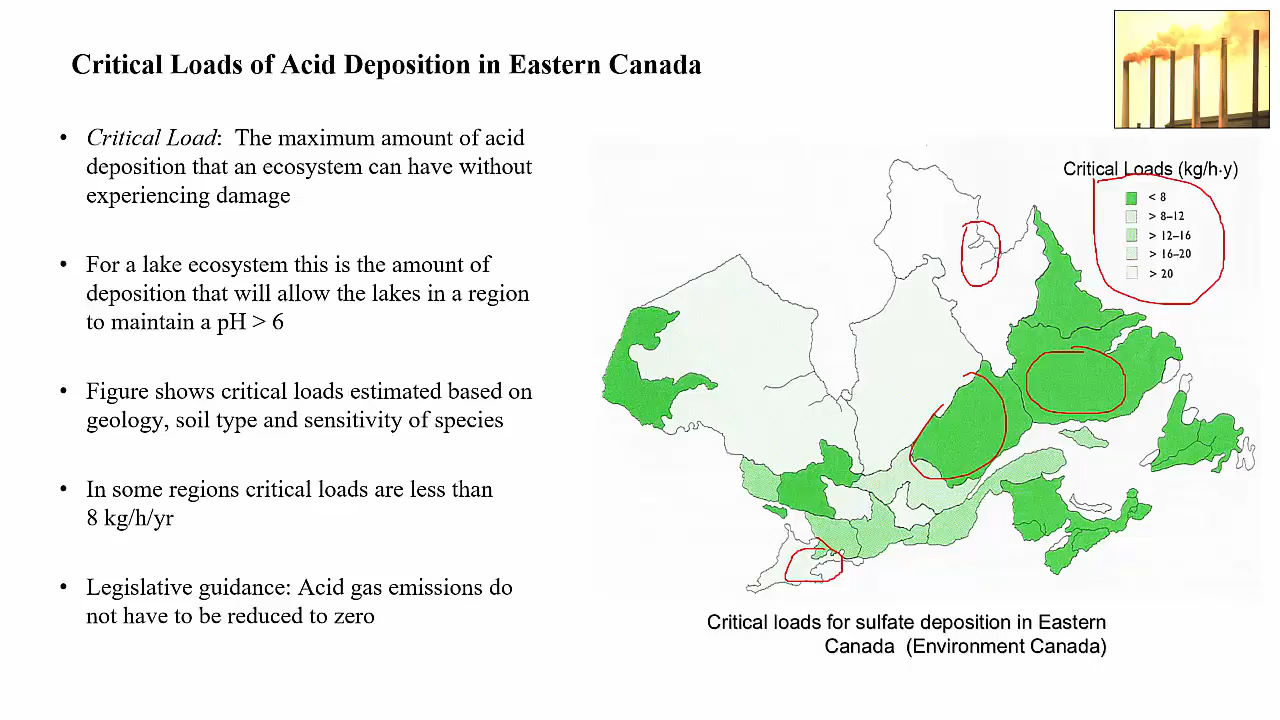 Critical Loads of Acid Deposition in Eastern Canada
• Critical Load: The maximum amount of acid
deposition that an ecosystem can have without
experiencing damage
• For a lake ecosystem this is the amount of
deposition that will allow the lakes in a region
to maintain a pH > 6
• Figure shows critical loads estimated based on
geology, soil type and sensitivity of species
• In some regions critical loads are less than
8 kg/h/yr
• Legislative guidance: Acid gas emissions do
not have to be reduced to zero
Critical Loads (kg/h·y)
< 8
> 8–12
> 12–16
> 16–20
> 20
Critical loads for sulfate deposition in Eastern
Canada (Environment Canada)